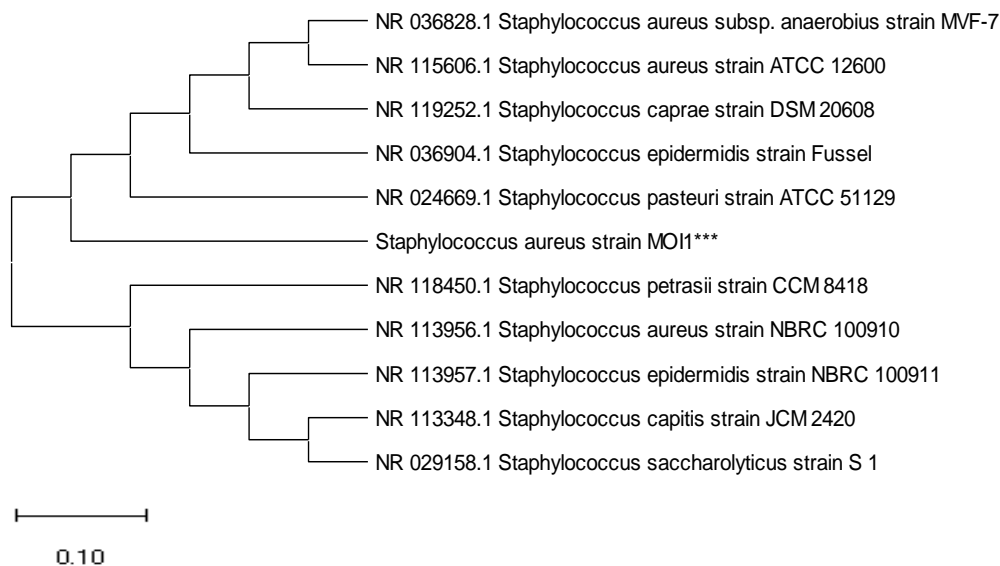 NR 036828.1 Staphylococcus aureus subsp. anaerobius strain MVF-7
NR 115606.1 Staphylococcus aureus strain ATCC 12600
NR 119252.1 Staphylococcus caprae strain DSM 20608
NR 036904.1 Staphylococcus epidermidis strain Fussel
NR 024669.1 Staphylococcus pasteuri strain ATCC 51129
Staphylococcus aureus strain MOI1***
NR 118450.1 Staphylococcus petrasii strain CCM 8418
NR 113956.1 Staphylococcus aureus strain NBRC 100910
NR 113957.1 Staphylococcus epidermidis strain NBRC 100911
NR 113348.1 Staphylococcus capitis strain JCM 2420
NR 029158.1 Staphylococcus saccharolyticus strain S 1
0.10